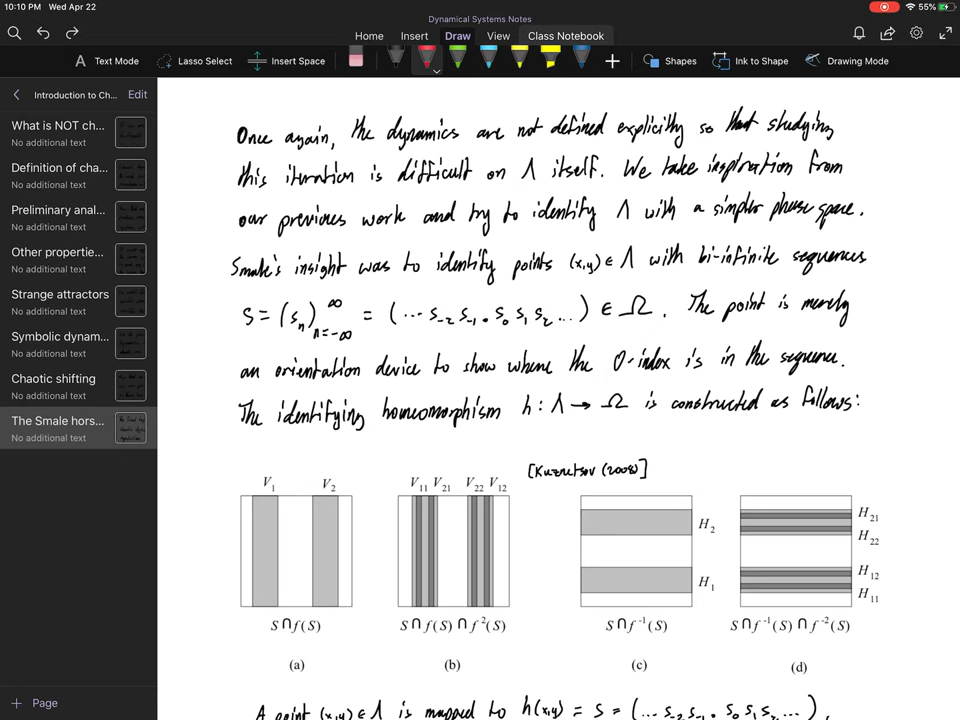 10:10 PM Wed Apr 22
55%
Dynamical Systems Notes
Home Insert Draw View Class Notebook
Text Mode Lasso Select Insert Space Shapes Ink to Shape Drawing Mode
Introduction to Ch... Edit
What is NOT ch...
No additional text
Definition of cha...
No additional text
Preliminary anal...
No additional text
Other propertie...
No additional text
Strange attractors
No additional text
Symbolic dynam...
No additional text
Chaotic shifting
No additional text
The Smale hors...
No additional text
Page
Once again, the dynamics are not defined explicitly so that studying
this iteration is difficult on Λ itself. We take inspiration from
our previous work and try to identify Λ with a simpler phase space.
Smale's insight was to identify points (x,y) ∈ Λ with bi-infinite sequences
s = (s_n)_{n=-∞}^{∞} = (... s_{-2} s_{-1} . s_0 s_1 s_2 ...) ∈ Ω. The point is merely
an orientation device to show where the 0-index is in the sequence.
The identifying homeomorphism h : Λ → Ω is constructed as follows:
[Kuznetsov (2008)]
V_1 V_2
V_11 V_21 V_22 V_12
H_2
H_1
H_21
H_22
H_12
H_11
S ∩ f(S)
S ∩ f(S) ∩ f^2(S)
S ∩ f^{-1}(S)
S ∩ f^{-1}(S) ∩ f^{-2}(S)
(a) (b) (c) (d)
A point (x,y) ∈ Λ is mapped to h(x,y) = s = (... s_{-2} s_{-1} . s_0 s_1 s_2 ...),